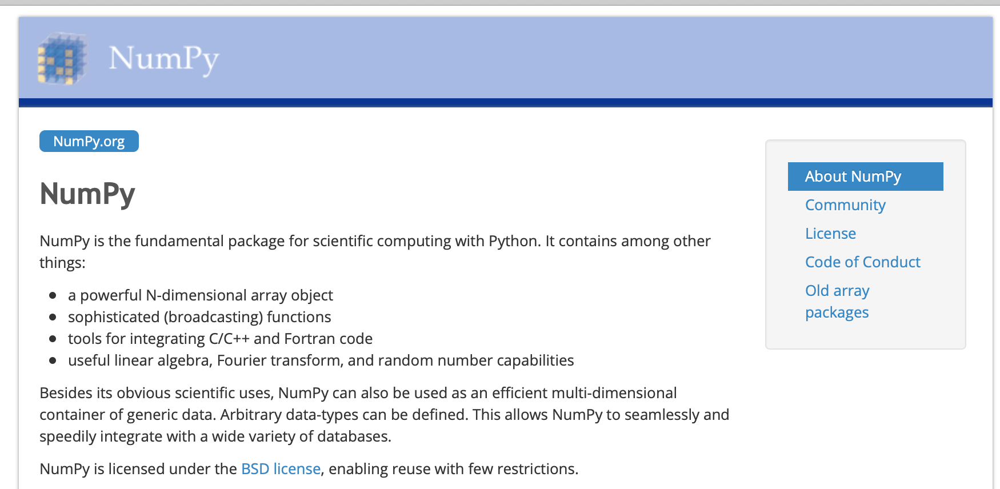 NumPy
NumPy.org
NumPy
NumPy is the fundamental package for scientific computing with Python. It contains among other
things:
a powerful N-dimensional array object
sophisticated (broadcasting) functions
tools for integrating C/C++ and Fortran code
useful linear algebra, Fourier transform, and random number capabilities
Besides its obvious scientific uses, NumPy can also be used as an efficient multi-dimensional
container of generic data. Arbitrary data-types can be defined. This allows NumPy to seamlessly and
speedily integrate with a wide variety of databases.
NumPy is licensed under the BSD license, enabling reuse with few restrictions.
About NumPy
Community
License
Code of Conduct
Old array
packages